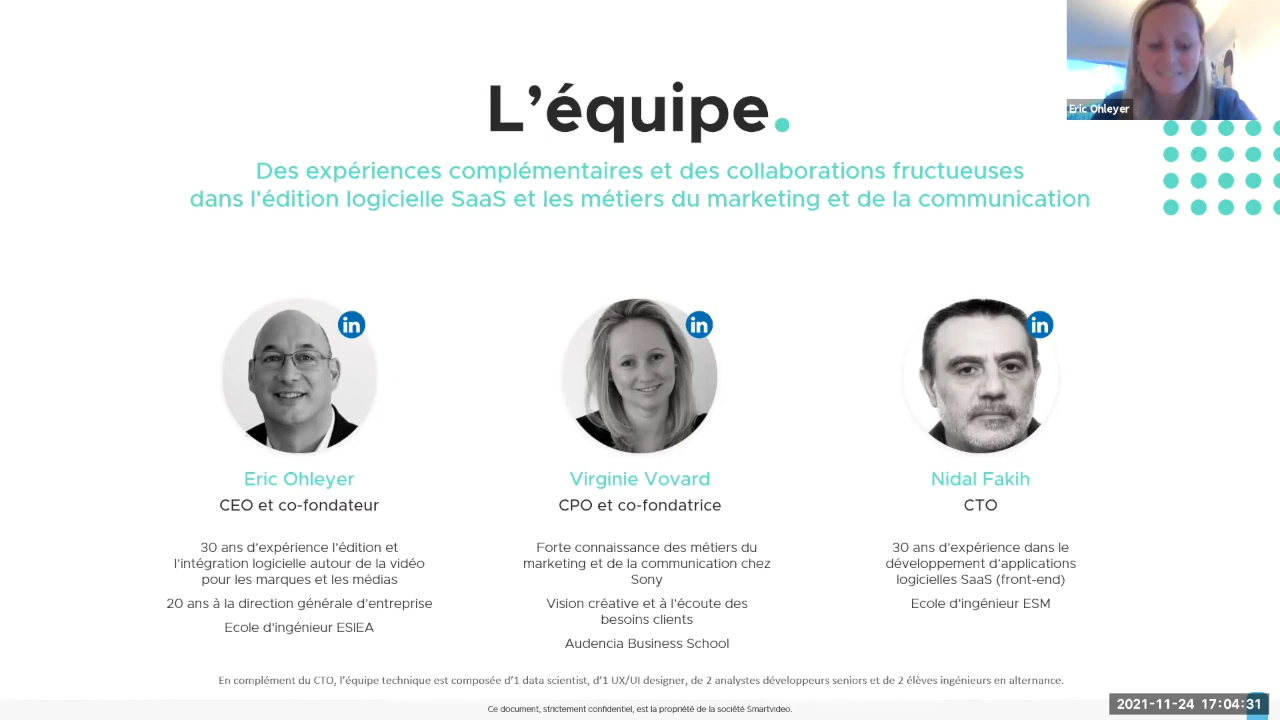 Eric Ohleyer
L'équipe.
Des expériences complémentaires et des collaborations fructueuses
dans l'édition logicielle SaaS et les métiers du marketing et de la communication
in
in
in
Eric Ohleyer
CEO et co-fondateur
30 ans d'expérience l'édition et
l'intégration logicielle autour de la vidéo
pour les marques et les médias
20 ans à la direction générale d'entreprise
Ecole d'ingénieur ESIEA
Virginie Vovard
CPO et co-fondatrice
Forte connaissance des métiers du
marketing et de la communication chez
Sony
Vision créative et à l'écoute des
besoins clients
Audencia Business School
Nidal Fakih
CTO
30 ans d'expérience dans le
développement d'applications
logicielles SaaS (front-end)
Ecole d'ingénieur ESM
En complément du CTO, l'équipe technique est composée d'1 data scientist, d'1 UX/UI designer, de 2 analystes développeurs seniors et de 2 élèves ingénieurs en alternance.
Ce document, strictement confidentiel, est la propriété de la société Smartvideo.
2021-11-24 17:04:31